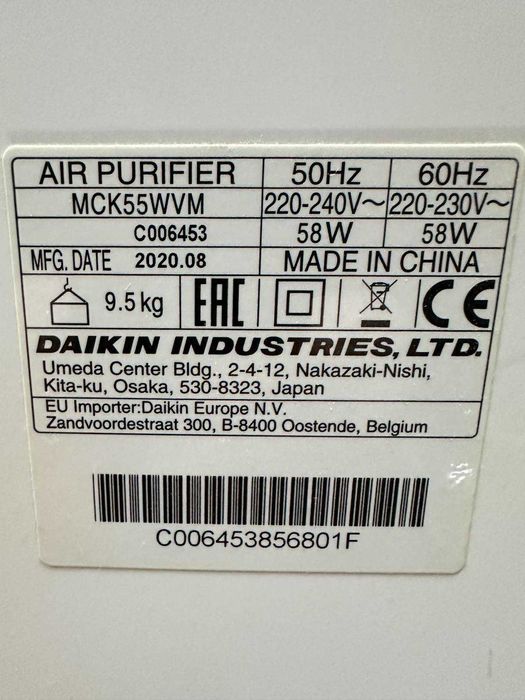 AIR PURIFIER 50Hz 60Hz
MCK55WVM 220-240V~ 220-230V~
C006453 58W 58W
MFG. DATE 2020.08 MADE IN CHINA
9.5kg EAC CE
DAIKIN INDUSTRIES, LTD.
Umeda Center Bldg., 2-4-12, Nakazaki-Nishi,
Kita-ku, Osaka, 530-8323, Japan
EU Importer:Daikin Europe N.V.
Zandvoordestraat 300, B-8400 Oostende, Belgium
C006453856801F